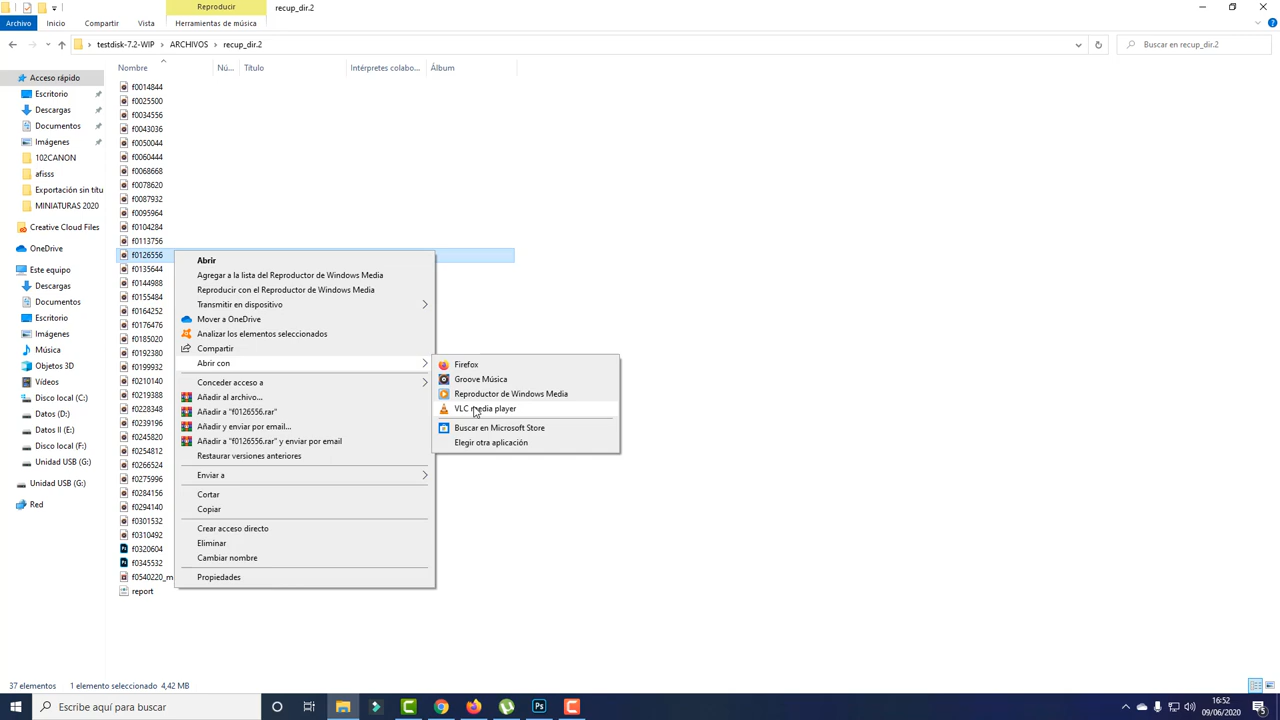 Reproducir
recup_dir.2
Archivo
Inicio
Compartir
Vista
Herramientas de música
testdisk-7.2-WIP
ARCHIVOS
recup_dir.2
Buscar en recup_dir.2
Nombre
Nú...
Título
Intérpretes colabo...
Álbum
Acceso rápido
Escritorio
Descargas
Documentos
Imágenes
102CANON
afisss
Exportación sin títu
MINIATURAS 2020
Creative Cloud Files
OneDrive
Este equipo
Descargas
Documentos
Escritorio
Imágenes
Música
Objetos 3D
Vídeos
Disco local (C:)
Datos (D:)
Datos II (E:)
Disco local (F:)
Unidad USB (G:)
Unidad USB (G:)
Red
f0014844
f0025500
f0034556
f0043036
f0050044
f0060444
f0068668
f0078620
f0087932
f0095964
f0104284
f0113756
f0126556
f0135644
f0144988
f0155484
f0164252
f0176476
f0185020
f0192380
f0199932
f0210140
f0219388
f0228348
f0239196
f0245820
f0254812
f0266524
f0275996
f0284156
f0294140
f0301532
f0310492
f0320604
f0345532
f0540220_m
report
Abrir
Agregar a la lista del Reproductor de Windows Media
Reproducir con el Reproductor de Windows Media
Transmitir en dispositivo
Mover a OneDrive
Analizar los elementos seleccionados
Compartir
Abrir con
Conceder acceso a
Añadir al archivo...
Añadir a "f0126556.rar"
Añadir y enviar por email...
Añadir a "f0126556.rar" y enviar por email
Restaurar versiones anteriores
Enviar a
Cortar
Copiar
Crear acceso directo
Eliminar
Cambiar nombre
Propiedades
Firefox
Groove Música
Reproductor de Windows Media
VLC media player
Buscar en Microsoft Store
Elegir otra aplicación
37 elementos
1 elemento seleccionado 4,42 MB
Escribe aquí para buscar
16:52
09/06/2020
5